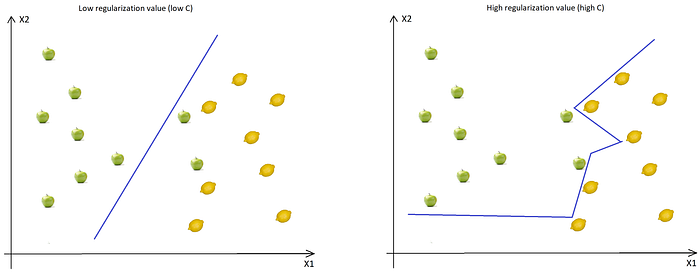 Low regularization value (low C)
X2
X1
High regularization value (high C)
X2
X1